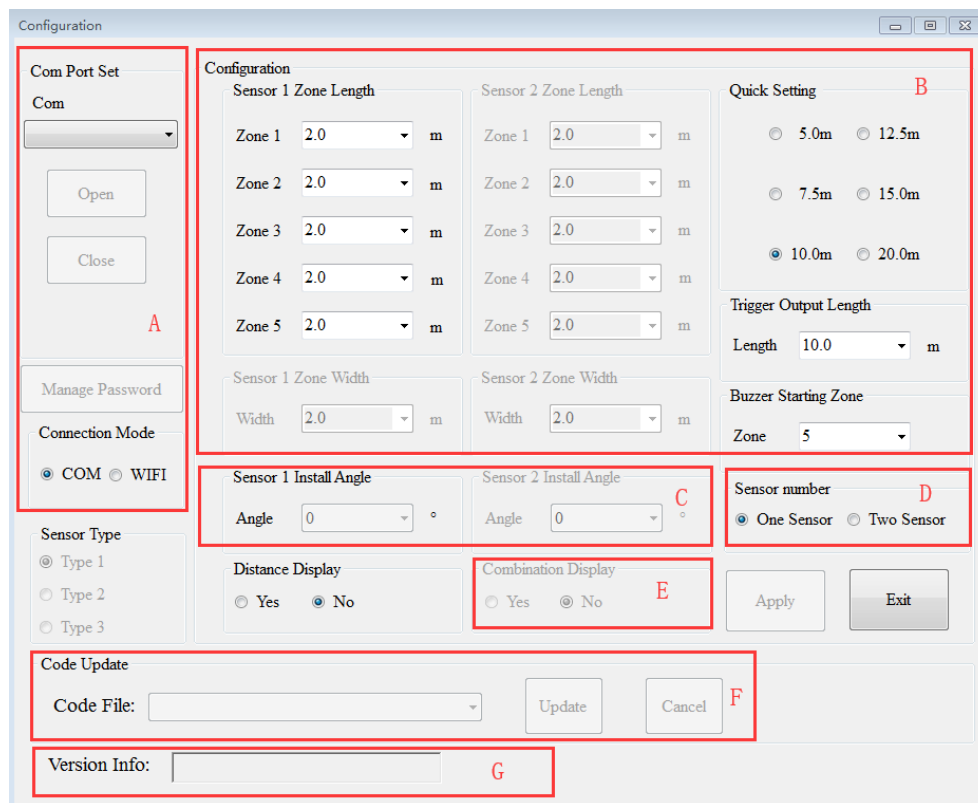 Configuration
Com Port Set
Com
Open
Close
A
Manage Password
Connection Mode
COM WIFI
Sensor Type
Type 1
Type 2
Type 3
Configuration
B
Sensor 1 Zone Length
Zone 1 2.0 m
Zone 2 2.0 m
Zone 3 2.0 m
Zone 4 2.0 m
Zone 5 2.0 m
Sensor 2 Zone Length
Zone 1 2.0 m
Zone 2 2.0 m
Zone 3 2.0 m
Zone 4 2.0 m
Zone 5 2.0 m
Quick Setting
5.0m 12.5m
7.5m 15.0m
10.0m 20.0m
Trigger Output Length
Length 10.0 m
Sensor 1 Zone Width
Width 2.0 m
Sensor 2 Zone Width
Width 2.0 m
Buzzer Starting Zone
Zone 5
Sensor 1 Install Angle
Angle 0 °
Sensor 2 Install Angle
Angle 0 °
C
Sensor number
D
One Sensor Two Sensor
Distance Display
Yes No
Combination Display
Yes No
E
Apply
Exit
Code Update
Code File:
Update
Cancel
F
Version Info:
G